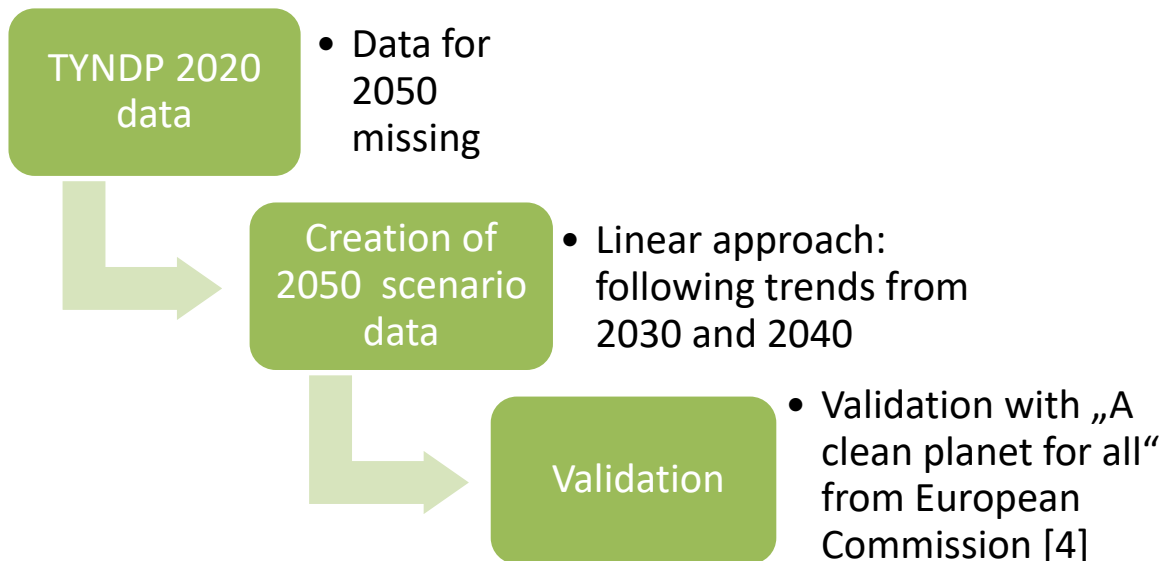 TYNDP 2020
data
• Data for
2050
missing
Creation of
2050 scenario
data
• Linear approach:
following trends from
2030 and 2040
Validation
• Validation with „A
clean planet for all“
from European
Commission [4]